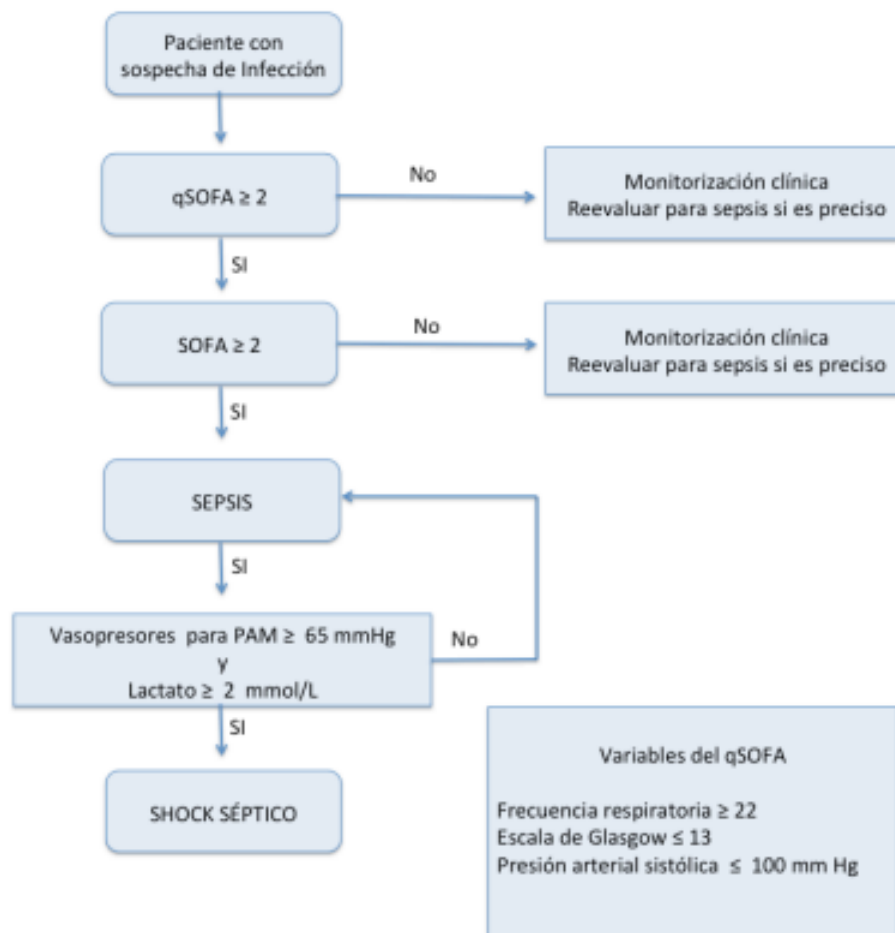 Paciente con
sospecha de Infección
qSOFA ≥ 2
No
Monitorización clínica
Reevaluar para sepsis si es preciso
SI
SOFA ≥ 2
No
Monitorización clínica
Reevaluar para sepsis si es preciso
SI
SEPSIS
SI
Vasopresores para PAM ≥ 65 mmHg
y
Lactato ≥ 2 mmol/L
No
SI
SHOCK SÉPTICO
Variables del qSOFA
Frecuencia respiratoria ≥ 22
Escala de Glasgow ≤ 13
Presión arterial sistólica ≤ 100 mm Hg